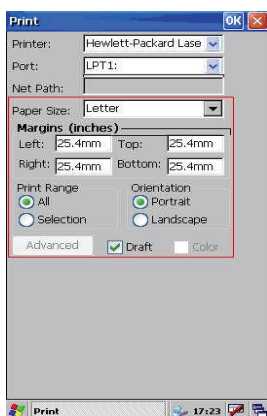 Print OK
Printer: Hewlett-Packard Lase
Port: LPT1:
Net Path:
Paper Size: Letter
Margins (inches)
Left: 25.4mm Top: 25.4mm
Right: 25.4mm Bottom: 25.4mm
Print Range Orientation
All Portrait
Selection Landscape
Advanced Draft Color
Print 17:23